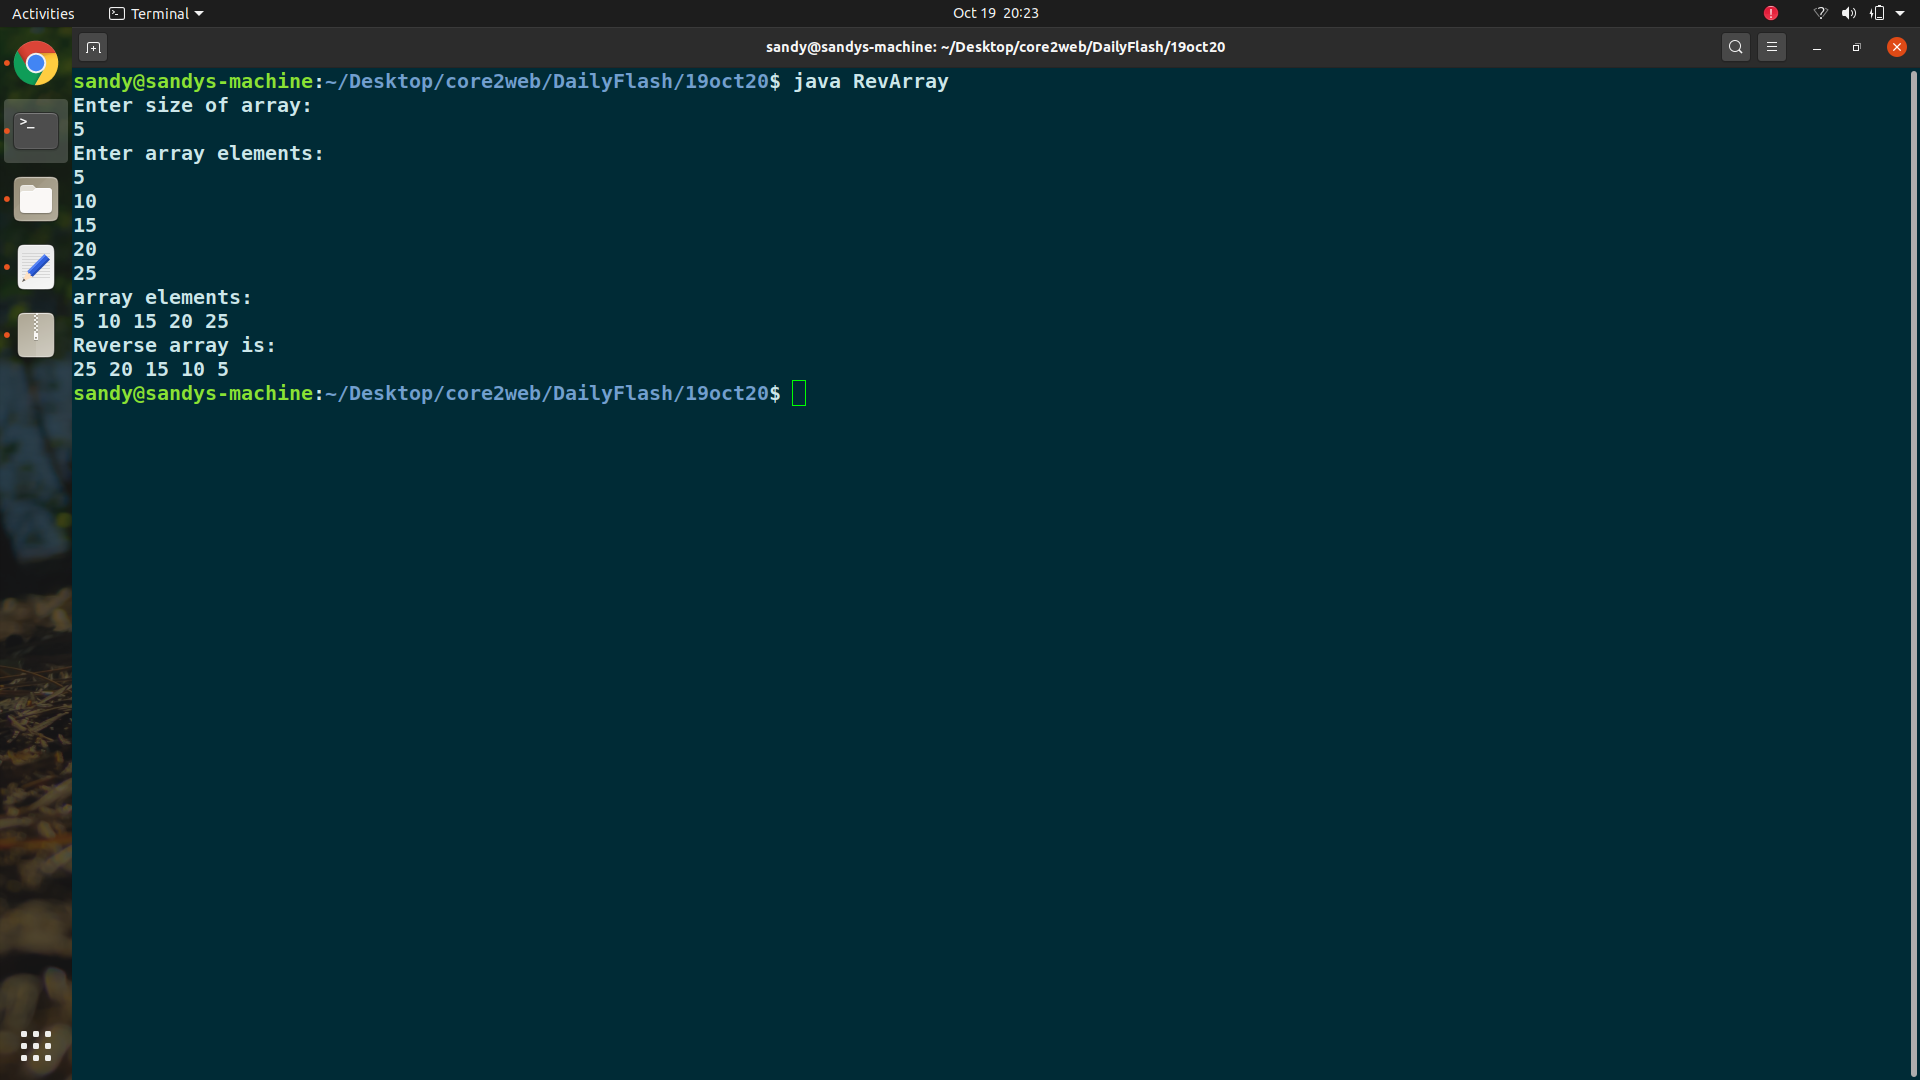 Activities Terminal Oct 19 20:23
sandy@sandys-machine: ~/Desktop/core2web/DailyFlash/19oct20
sandy@sandys-machine:~/Desktop/core2web/DailyFlash/19oct20$ java RevArray
Enter size of array:
5
Enter array elements:
5
10
15
20
25
array elements:
5 10 15 20 25
Reverse array is:
25 20 15 10 5
sandy@sandys-machine:~/Desktop/core2web/DailyFlash/19oct20$